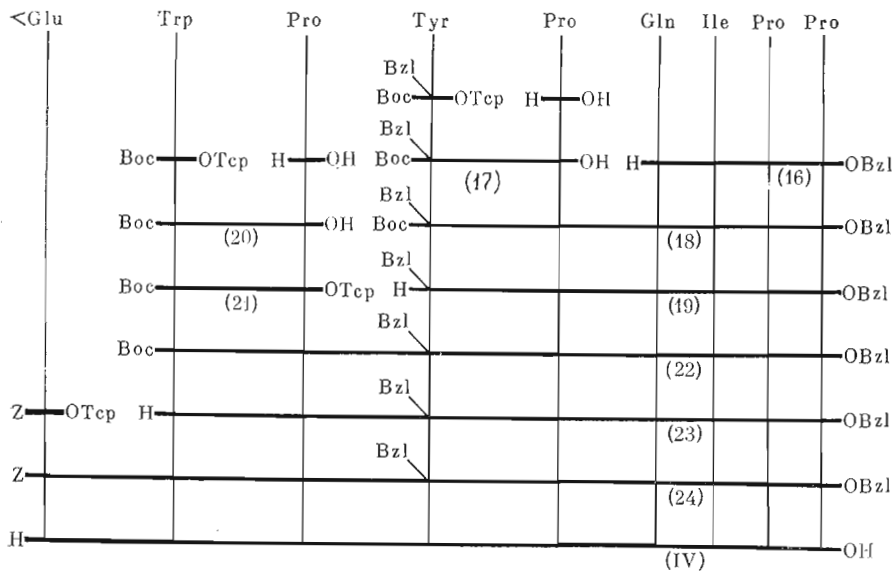 <Glu Trp Pro Tyr Pro Gln Ile Pro Pro
Bzl
Boc OTcp H OH
Bzl
Boc OTcp H OH Boc OH H OBzl
(17) (16)
Bzl
Boc OH Boc OBzl
(20) (18)
Bzl
Boc OTcp H OBzl
(21) (19)
Bzl
Boc OBzl
(22)
Bzl
Z OTcp H OBzl
(23)
Bzl
Z OBzl
(24)
H OH
(IV)